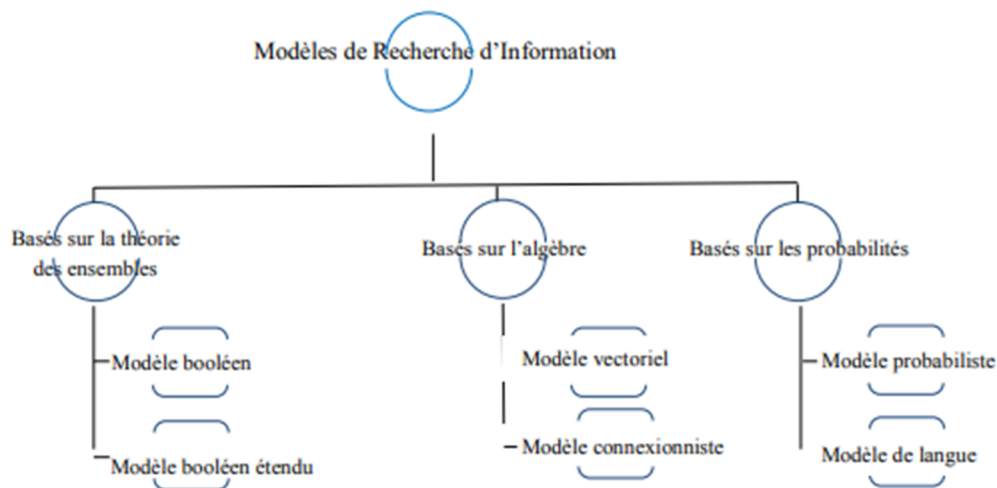 Modèles de Recherche d'Information
Basés sur la théorie
des ensembles
Basés sur l'algèbre
Basés sur les probabilités
Modèle booléen
Modèle vectoriel
Modèle probabiliste
Modèle booléen étendu
Modèle connexionniste
Modèle de langue